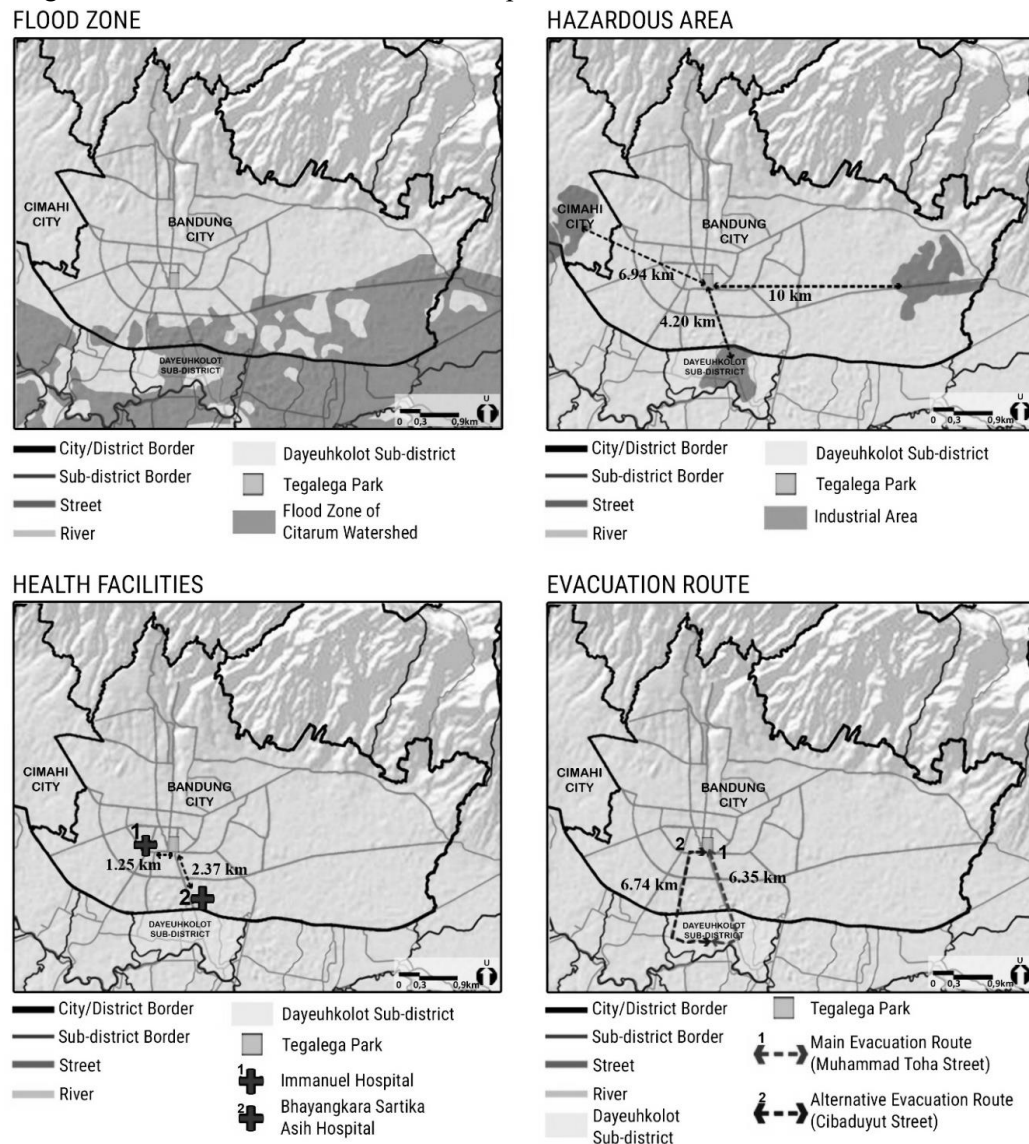 FLOOD ZONE
CIMAHI
CITY
BANDUNG
CITY
DAYEUHKOLOT
SUB-DISTRICT
U
0 0,3 0,9km
City/District Border
Sub-district Border
Street
River
Dayeuhkolot Sub-district
Tegalega Park
Flood Zone of
Citarum Watershed
HAZARDOUS AREA
CIMAHI
CITY
BANDUNG
CITY
6.94 km
10 km
4.20 km
DAYEUHKOLOT
SUB-DISTRICT
U
0 0,3 0,9km
City/District Border
Sub-district Border
Street
River
Dayeuhkolot Sub-district
Tegalega Park
Industrial Area
HEALTH FACILITIES
CIMAHI
CITY
BANDUNG
CITY
1
1.25 km
2.37 km
2
DAYEUHKOLOT
SUB-DISTRICT
U
0 0,3 0,9km
City/District Border
Sub-district Border
Street
River
Dayeuhkolot Sub-district
Tegalega Park
1
Immanuel Hospital
2
Bhayangkara Sartika
Asih Hospital
EVACUATION ROUTE
CIMAHI
CITY
BANDUNG
CITY
2 1
6.74 km
6.35 km
DAYEUHKOLOT
SUB-DISTRICT
U
0 0,3 0,9km
City/District Border
Sub-district Border
Street
River
Dayeuhkolot
Sub-district
Tegalega Park
1
Main Evacuation Route
(Muhammad Toha Street)
2
Alternative Evacuation Route
(Cibaduyut Street)